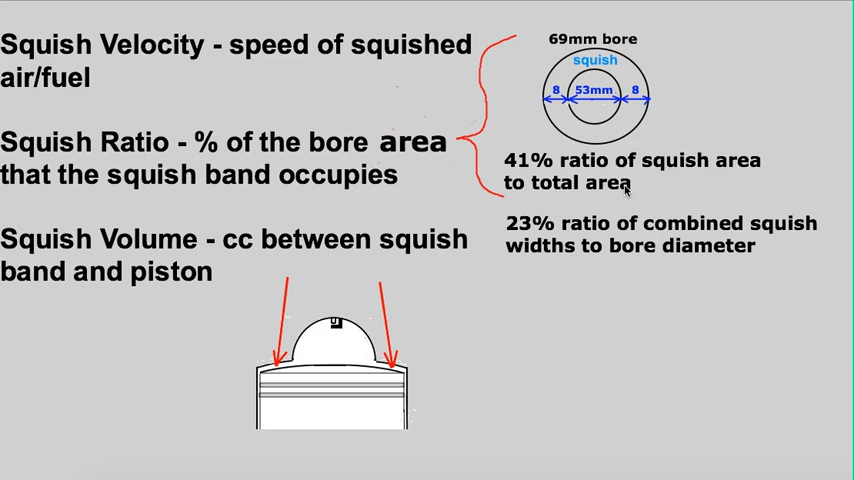 Squish Velocity - speed of squished
air/fuel
Squish Ratio - % of the bore area
that the squish band occupies
Squish Volume - cc between squish
band and piston
69mm bore
squish
8 53mm 8
41% ratio of squish area
to total area
23% ratio of combined squish
widths to bore diameter